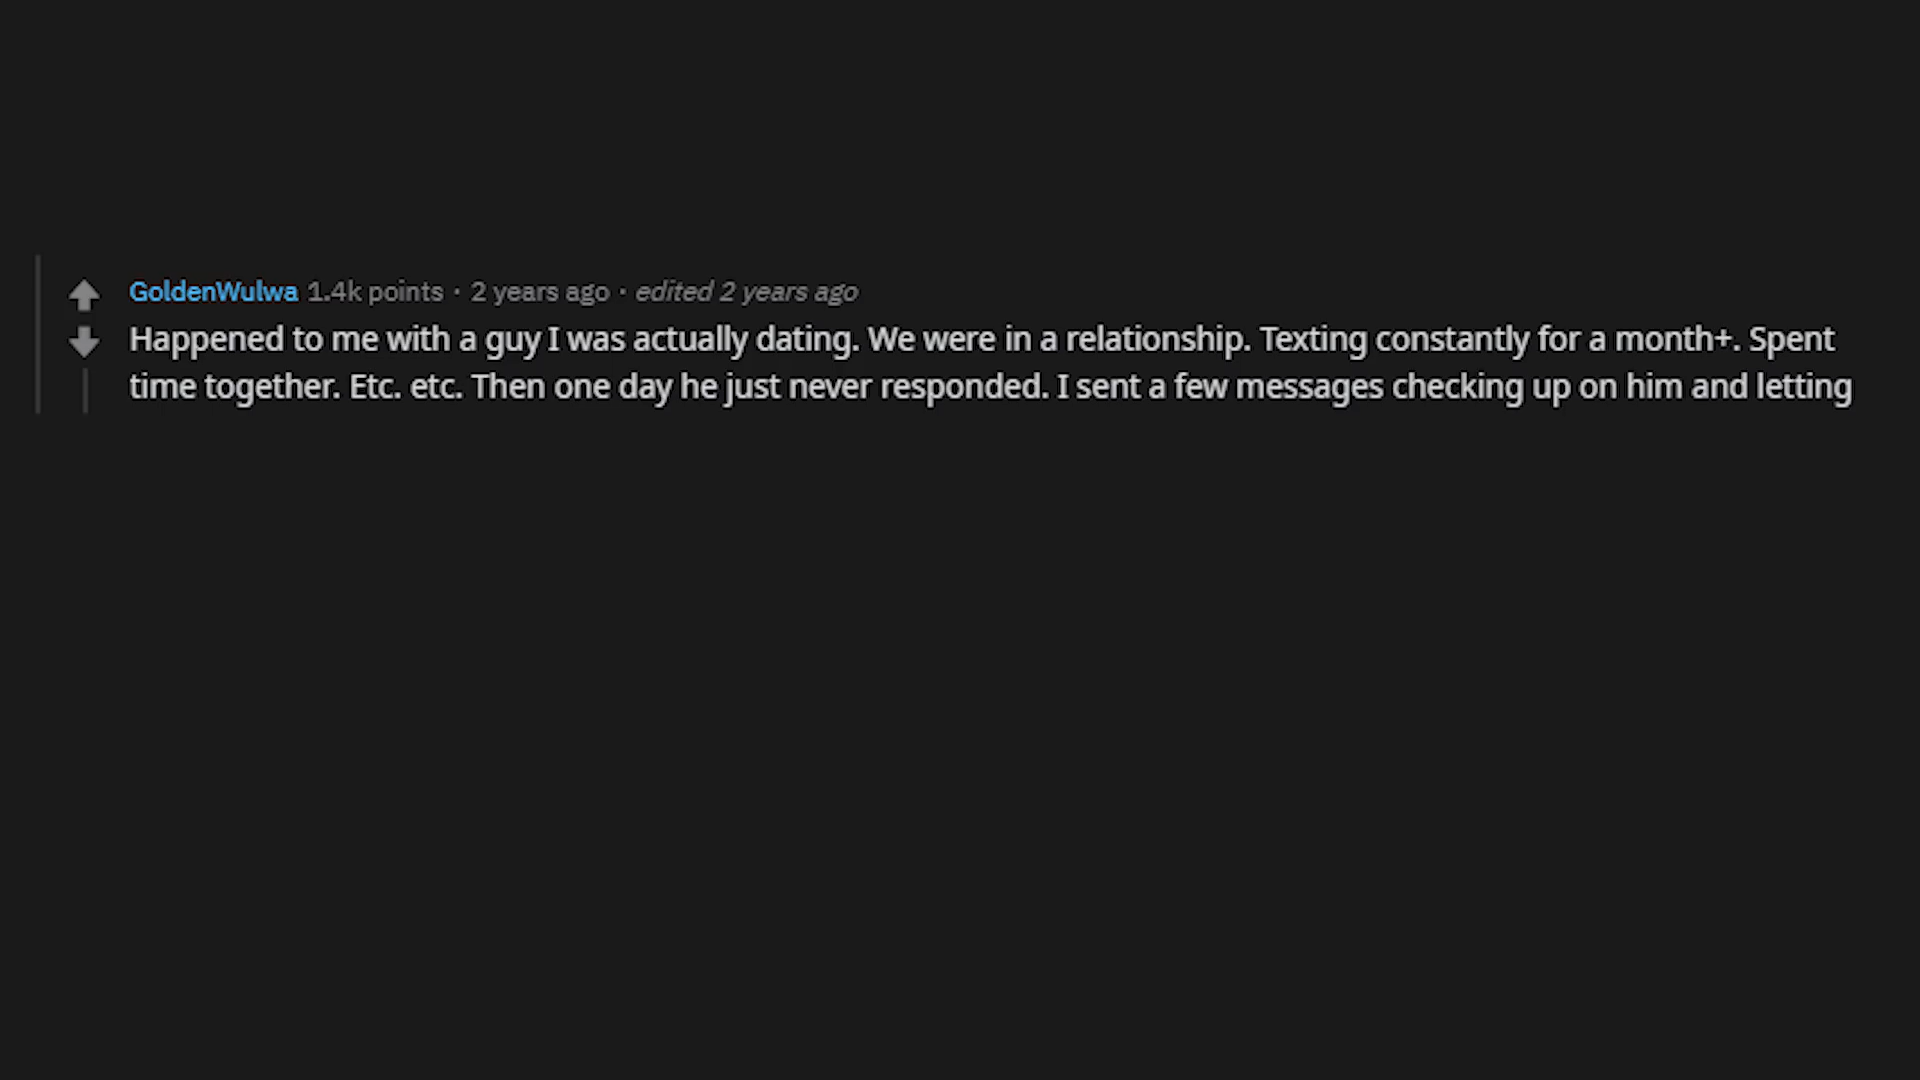 GoldenWulwa 1.4k points · 2 years ago · edited 2 years ago
Happened to me with a guy I was actually dating. We were in a relationship. Texting constantly for a month+. Spent
time together. Etc. etc. Then one day he just never responded. I sent a few messages checking up on him and letting